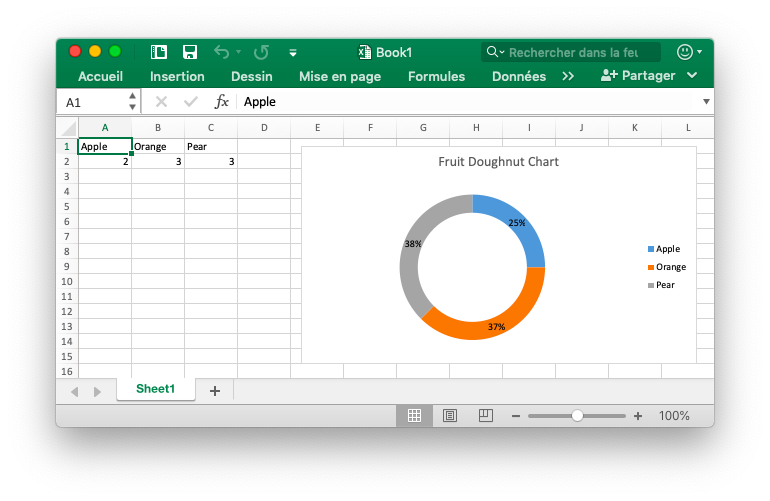 Book1
Rechercher dans la feu
Accueil Insertion Dessin Mise en page Formules Données Partager
A1 fx Apple
A B C D E F G H I J K L
1 Apple Orange Pear
2 2 3 3
3
4
5
6
7
8
9
10
11
12
13
14
15
16
Fruit Doughnut Chart
25%
38%
37%
Apple
Orange
Pear
Sheet1
100%